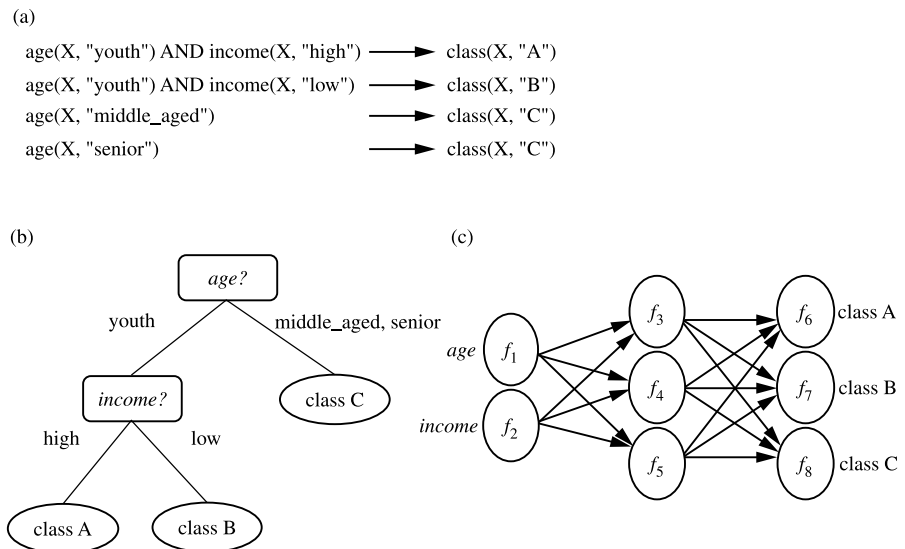 (a)
age(X, "youth") AND income(X, "high") class(X, "A")
age(X, "youth") AND income(X, "low") class(X, "B")
age(X, "middle_aged") class(X, "C")
age(X, "senior") class(X, "C")
(b)
age?
youth
middle_aged, senior
income?
class C
high
low
class A
class B
(c)
age
income
f1
f2
f3
f4
f5
f6
class A
f7
class B
f8
class C